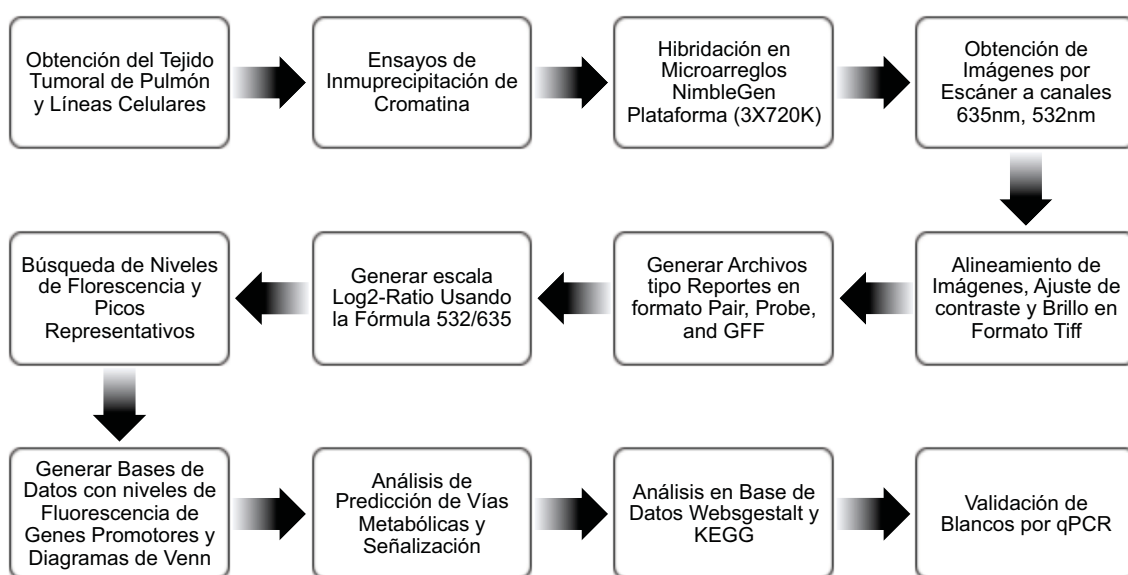 Obtención del Tejido
Tumoral de Pulmón
y Líneas Celulares
Ensayos de
Inmuprecipitación de
Cromatina
Hibridación en
Microarreglos
NimbleGen
Plataforma (3X720K)
Obtención de
Imágenes por
Escáner a canales
635nm, 532nm
Alineamiento de
Imágenes, Ajuste de
contraste y Brillo en
Formato Tiff
Generar Archivos
tipo Reportes en
formato Pair, Probe,
and GFF
Generar escala
Log2-Ratio Usando
la Fórmula 532/635
Búsqueda de Niveles
de Florescencia y
Picos
Representativos
Generar Bases de
Datos con niveles de
Fluorescencia de
Genes Promotores y
Diagramas de Venn
Análisis de
Predicción de Vías
Metabólicas y
Señalización
Análisis en Base de
Datos Websgestalt y
KEGG
Validación de
Blancos por qPCR